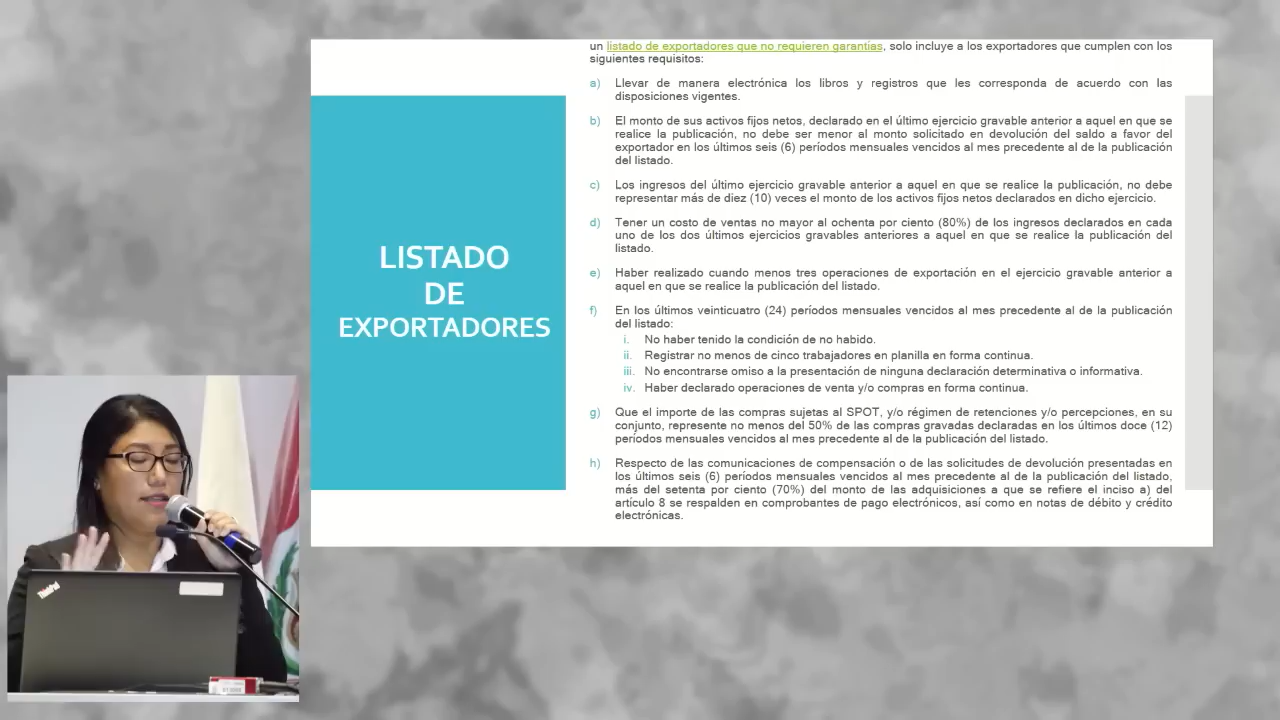 un listado de exportadores que no requieren garantías, solo incluye a los exportadores que cumplen con los
siguientes requisitos:
a) Llevar de manera electrónica los libros y registros que les corresponda de acuerdo con las
disposiciones vigentes.
b) El monto de sus activos fijos netos, declarado en el último ejercicio gravable anterior a aquel en que se
realice la publicación, no debe ser menor al monto solicitado en devolución del saldo a favor del
exportador en los últimos seis (6) períodos mensuales vencidos al mes precedente al de la publicación
del listado.
c) Los ingresos del último ejercicio gravable anterior a aquel en que se realice la publicación, no debe
representar más de diez (10) veces el monto de los activos fijos netos declarados en dicho ejercicio.
d) Tener un costo de ventas no mayor al ochenta por ciento (80%) de los ingresos declarados en cada
uno de los dos últimos ejercicios gravables anteriores a aquel en que se realice la publicación del
listado.
e) Haber realizado cuando menos tres operaciones de exportación en el ejercicio gravable anterior a
aquel en que se realice la publicación del listado.
f) En los últimos veinticuatro (24) períodos mensuales vencidos al mes precedente al de la publicación
del listado:
i. No haber tenido la condición de no habido.
ii. Registrar no menos de cinco trabajadores en planilla en forma continua.
iii. No encontrarse omiso a la presentación de ninguna declaración determinativa o informativa.
iv. Haber declarado operaciones de venta y/o compras en forma continua.
g) Que el importe de las compras sujetas al SPOT, y/o régimen de retenciones y/o percepciones, en su
conjunto, represente no menos del 50% de las compras gravadas declaradas en los últimos doce (12)
períodos mensuales vencidos al mes precedente al de la publicación del listado.
h) Respecto de las comunicaciones de compensación o de las solicitudes de devolución presentadas en
los últimos seis (6) períodos mensuales vencidos al mes precedente al de la publicación del listado,
más del setenta por ciento (70%) del monto de las adquisiciones a que se refiere el inciso a) del
artículo 8 se respalden en comprobantes de pago electrónicos, así como en notas de débito y crédito
electrónicas.
LISTADO
DE
EXPORTADORES
ThinkPad